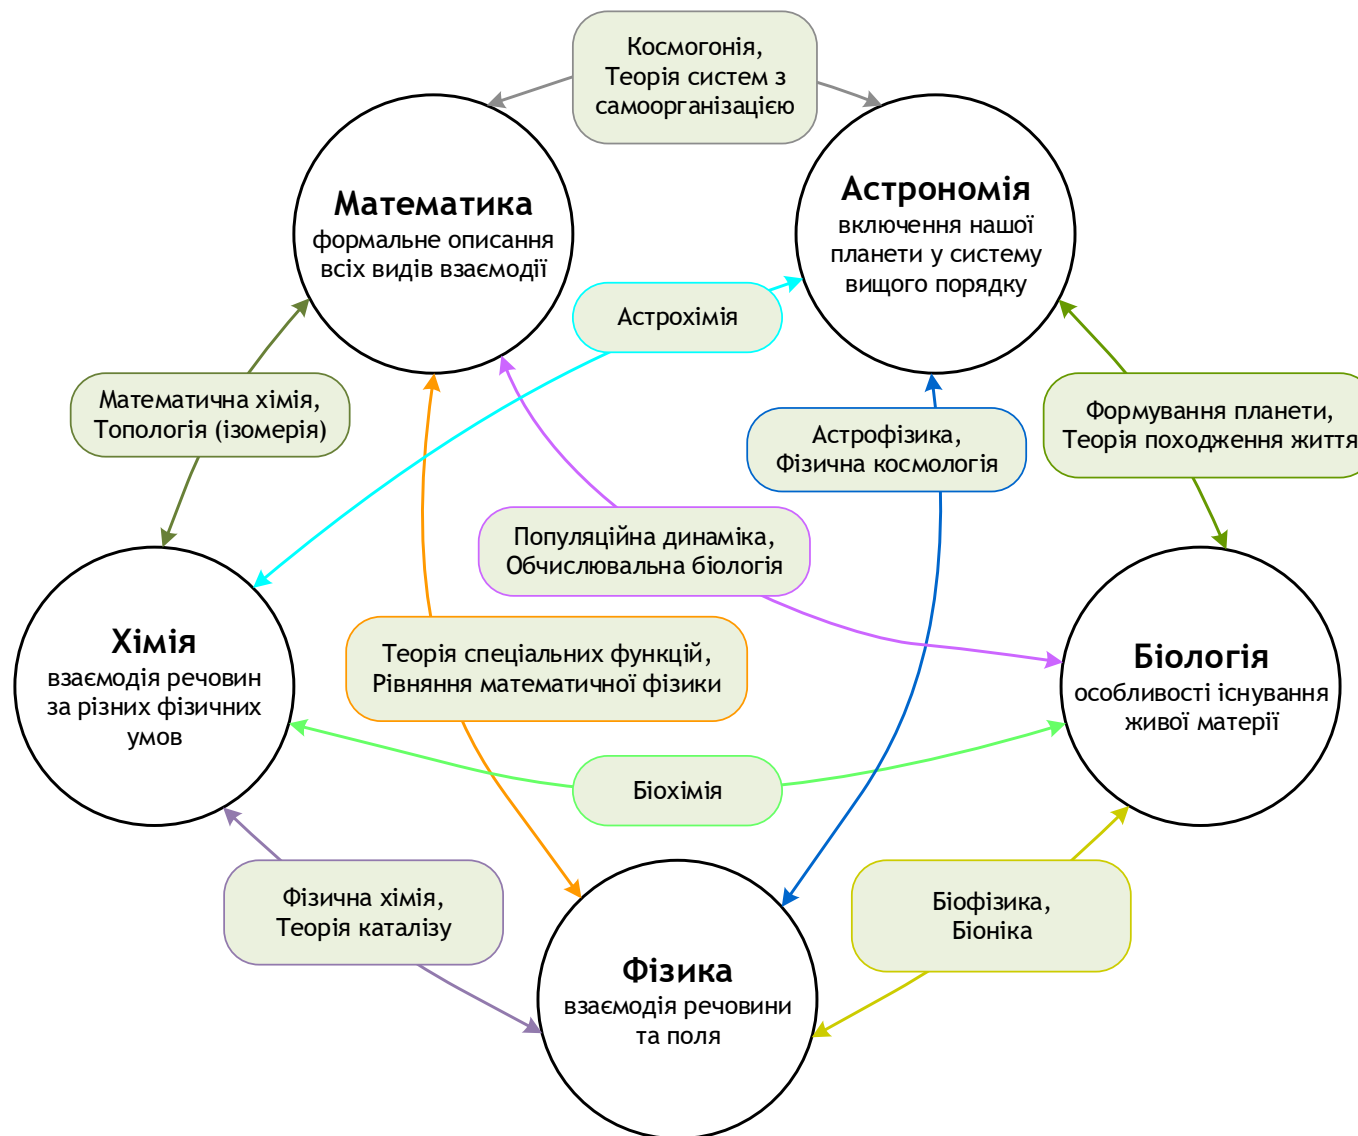 Космогонія,
Теорія систем з
самоорганізацією
Математика
формальне описання
всіх видів взаємодії
Астрономія
включення нашої
планети у систему
вищого порядку
Астрохімія
Математична хімія,
Топологія (ізомерія)
Астрофізика,
Фізична космологія
Формування планети,
Теорія походження життя
Популяційна динаміка,
Обчислювальна біологія
Хімія
взаємодія речовин
за різних фізичних
умов
Теорія спеціальних функцій,
Рівняння математичної фізики
Біологія
особливості існування
живої матерії
Біохімія
Фізична хімія,
Теорія каталізу
Біофізика,
Біоніка
Фізика
взаємодія речовини
та поля